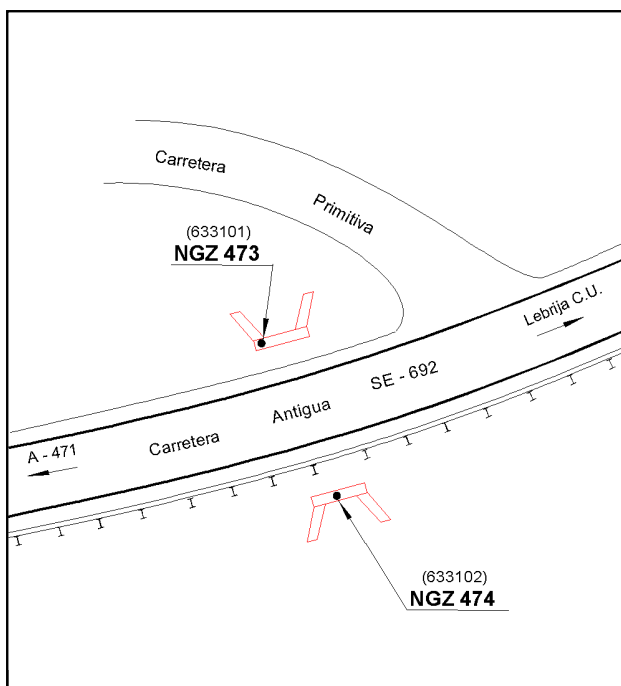 Carretera
Primitiva
(633101)
NGZ 473
Lebrija C.U.
SE - 692
Antigua
Carretera
A - 471
(633102)
NGZ 474